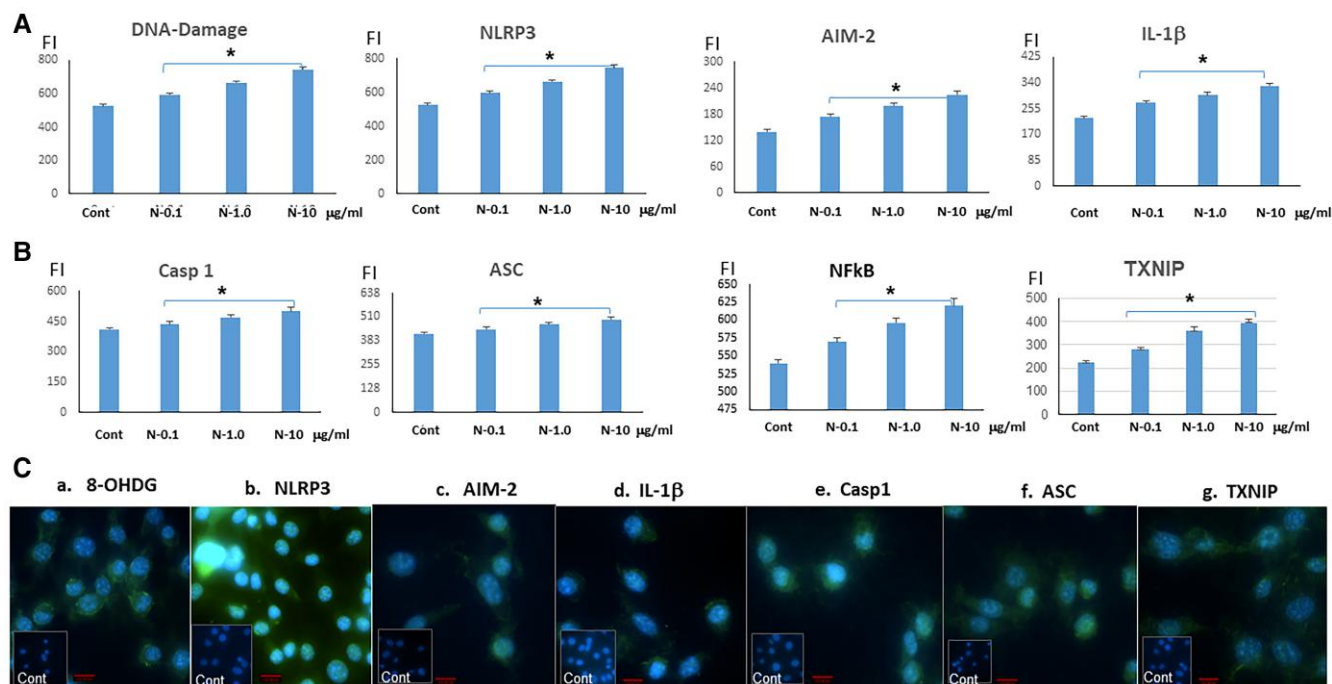 A
DNA-Damage
FI
800
600
400
200
0
*
Cont N-0.1 N-1.0 N-10 μg/ml
NLRP3
FI
800
600
400
200
0
*
Cont N-0.1 N-1.0 N-10 μg/ml
AIM-2
FI
300
240
180
120
60
0
*
Cont N-0.1 N-1.0 N-10 μg/ml
IL-1β
FI
425
340
255
170
85
0
*
Cont N-0.1 N-1.0 N-10 μg/ml
B
Casp 1
FI
600
450
300
150
0
*
Cont N-0.1 N-1.0 N-10 μg/ml
ASC
FI
638
510
383
255
128
0
*
Cont N-0.1 N-1.0 N-10 μg/ml
NFkB
FI
650
625
600
575
550
525
500
475
*
Cont N-0.1 N-1.0 N-10 μg/ml
TXNIP
FI
500
400
300
200
100
0
*
Cont N-0.1 N-1.0 N-10 μg/ml
C
a. 8-OHDG
b. NLRP3
c. AIM-2
d. IL-1β
e. Casp1
f. ASC
g. TXNIP
Cont
Cont
Cont
Cont
Cont
Cont
Cont